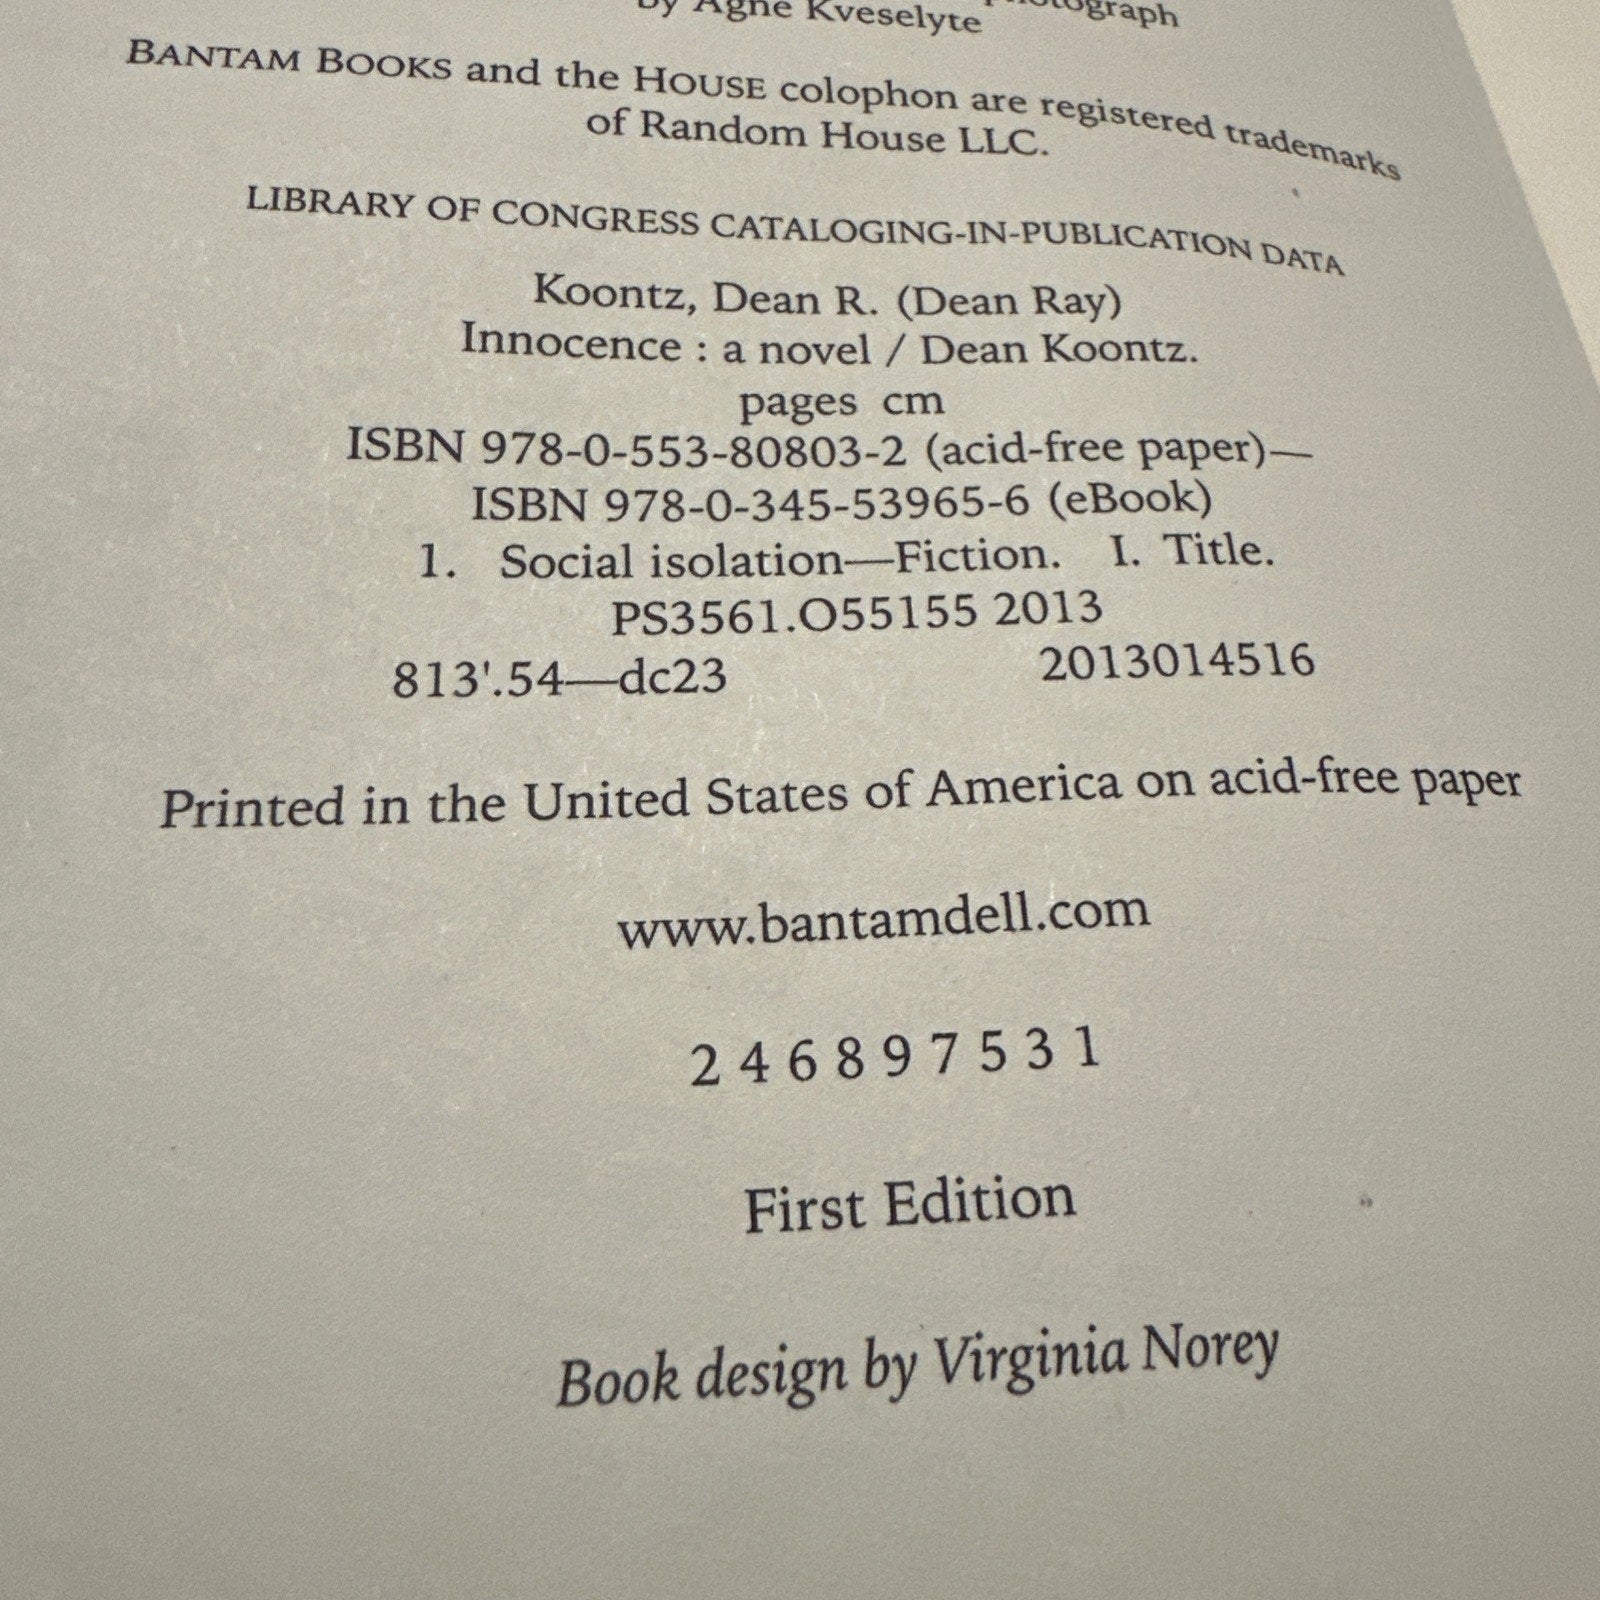 by Agne Kveselyte photograph
BANTAM BOOKS and the HOUSE colophon are registered trademarks
of Random House LLC.
LIBRARY OF CONGRESS CATALOGING-IN-PUBLICATION DATA
Koontz, Dean R. (Dean Ray)
Innocence : a novel / Dean Koontz.
pages cm
ISBN 978-0-553-80803-2 (acid-free paper)—
ISBN 978-0-345-53965-6 (eBook)
1. Social isolation—Fiction. I. Title.
PS3561.O55155 2013
813'.54—dc23 2013014516
Printed in the United States of America on acid-free paper
www.bantamdell.com
2 4 6 8 9 7 5 3 1
First Edition
Book design by Virginia Norey